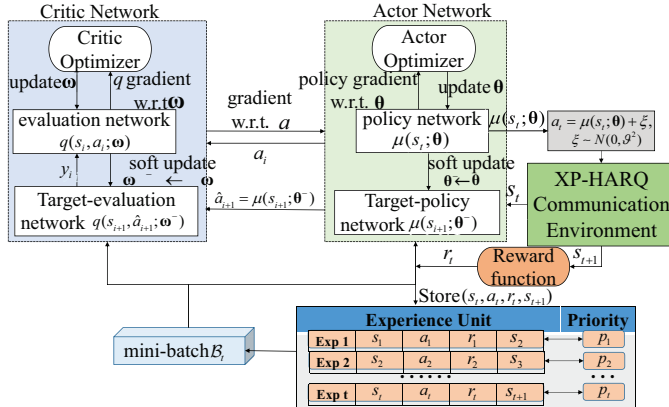 Critic Network
Critic
Optimizer
update ω
q gradient
w.r.t. ω
evaluation network
q(s_i, a_i; ω)
y_i
soft update
ω⁻ ← ω
Target-evaluation
network q(s_{i+1}, â_{i+1}; ω⁻)
gradient
w.r.t. a
a_i
â_{i+1} = μ(s_{i+1}; θ⁻)
Actor Network
Actor
Optimizer
policy gradient
w.r.t. θ
update θ
policy network
μ(s_t; θ)
soft update
θ⁻ ← θ
Target-policy
network μ(s_{i+1}; θ⁻)
μ(s_t; θ)
a_t = μ(s_t; θ) + ξ,
ξ ~ N(0, ϑ²)
s_t
XP-HARQ
Communication
Environment
r_t
Reward
function
s_{t+1}
Store(s_t, a_t, r_t, s_{t+1})
mini-batch ℬ_t
Experience Unit Priority
Exp 1 s_1 a_1 r_1 s_2 p_1
Exp 2 s_2 a_2 r_2 s_3 p_2
• • • • • • • • •
Exp t s_t a_t r_t s_{t+1} p_t